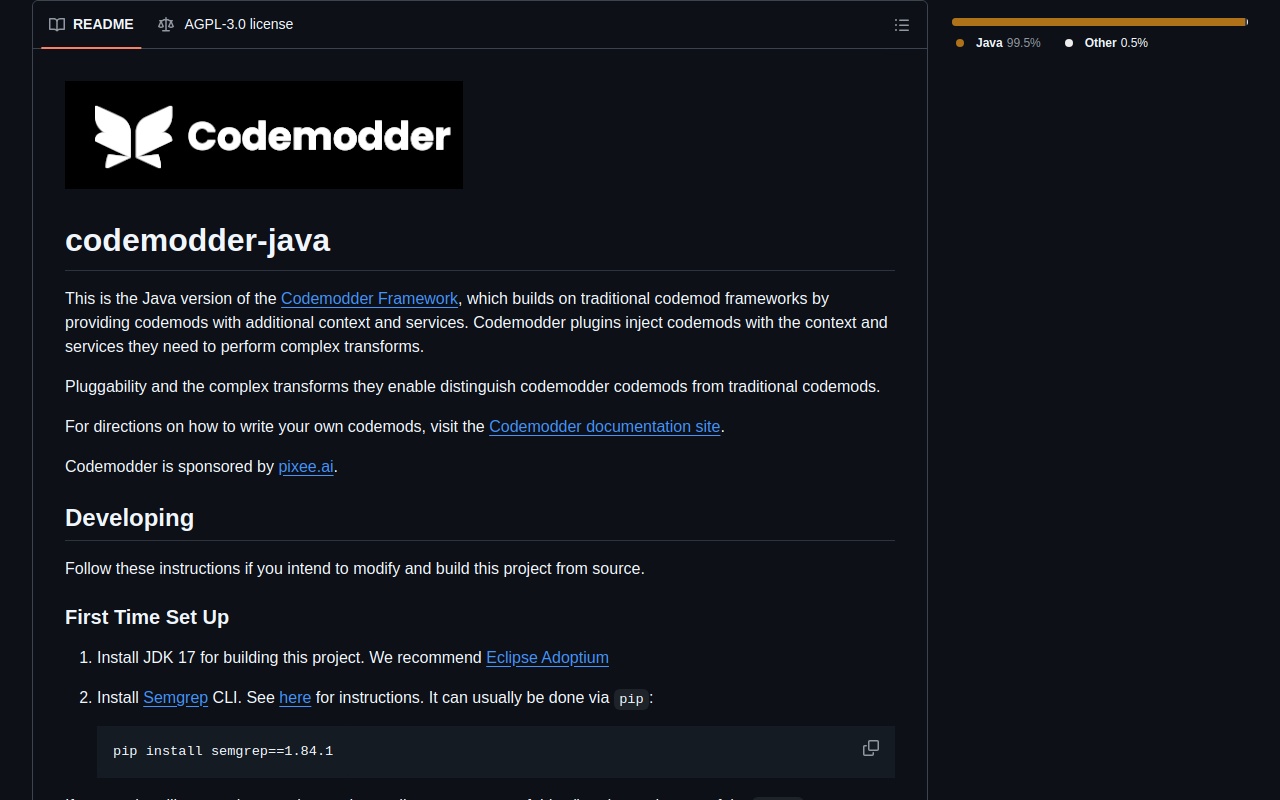 README
AGPL-3.0 license
Java 99.5%
Other 0.5%
Codemodder
codemodder-java
This is the Java version of the Codemodder Framework, which builds on traditional codemod frameworks by
providing codemods with additional context and services. Codemodder plugins inject codemods with the context and
services they need to perform complex transforms.
Pluggability and the complex transforms they enable distinguish codemodder codemods from traditional codemods.
For directions on how to write your own codemods, visit the Codemodder documentation site.
Codemodder is sponsored by pixee.ai.
Developing
Follow these instructions if you intend to modify and build this project from source.
First Time Set Up
1. Install JDK 17 for building this project. We recommend Eclipse Adoptium
2. Install Semgrep CLI. See here for instructions. It can usually be done via pip:
pip install semgrep==1.84.1